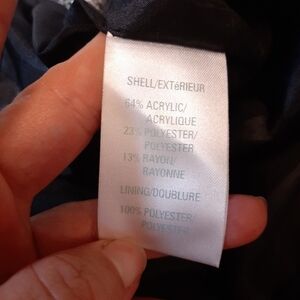 SHELL/EXTéRIEUR
64% ACRYLIC/
ACRYLIQUE
23% POLYESTER/
POLYESTER
13% RAYON/
RAYONNE
LINING/DOUBLURE
100% POLYESTER/
POLYESTER